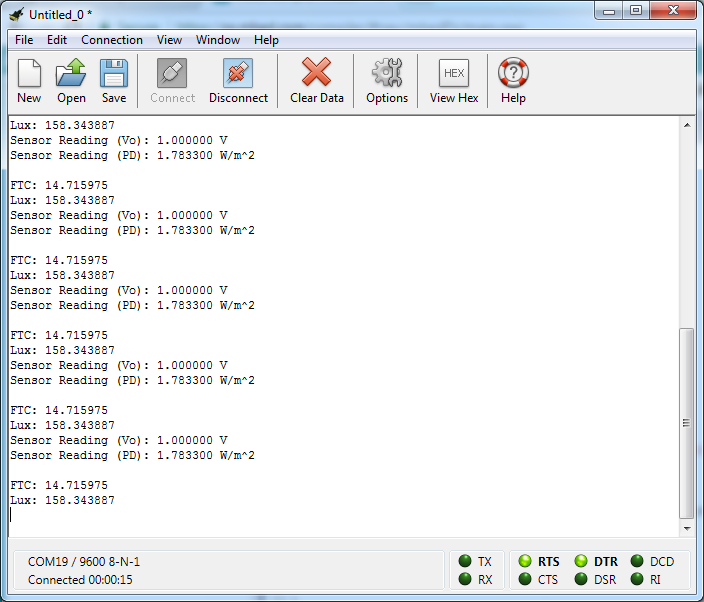 Untitled_0 *
File Edit Connection View Window Help
New Open Save Connect Disconnect Clear Data Options HEX View Hex Help
Lux: 158.343887
Sensor Reading (Vo): 1.000000 V
Sensor Reading (PD): 1.783300 W/m^2
FTC: 14.715975
Lux: 158.343887
Sensor Reading (Vo): 1.000000 V
Sensor Reading (PD): 1.783300 W/m^2
FTC: 14.715975
Lux: 158.343887
Sensor Reading (Vo): 1.000000 V
Sensor Reading (PD): 1.783300 W/m^2
FTC: 14.715975
Lux: 158.343887
Sensor Reading (Vo): 1.000000 V
Sensor Reading (PD): 1.783300 W/m^2
FTC: 14.715975
Lux: 158.343887
Sensor Reading (Vo): 1.000000 V
Sensor Reading (PD): 1.783300 W/m^2
FTC: 14.715975
Lux: 158.343887
COM19 / 9600 8-N-1 TX RTS DTR DCD
Connected 00:00:15 RX CTS DSR RI